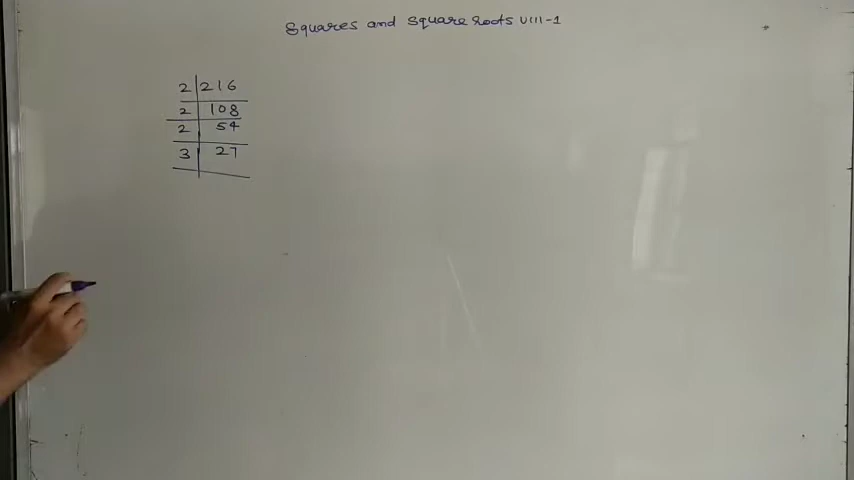 Squares and Square roots VIII-1
2 | 216
2 | 108
2 | 54
3 | 27